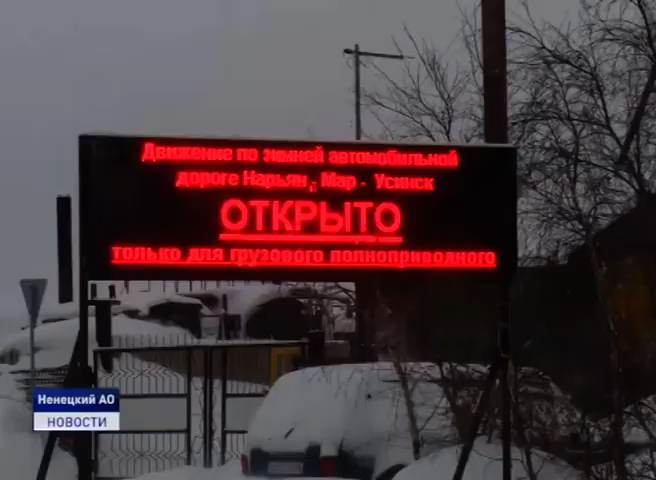 Движение по зимней автомобильной
дороге Нарьян - Мар - Усинск
ОТКРЫТО
только для грузового полноприводного
Ненецкий АО
НОВОСТИ